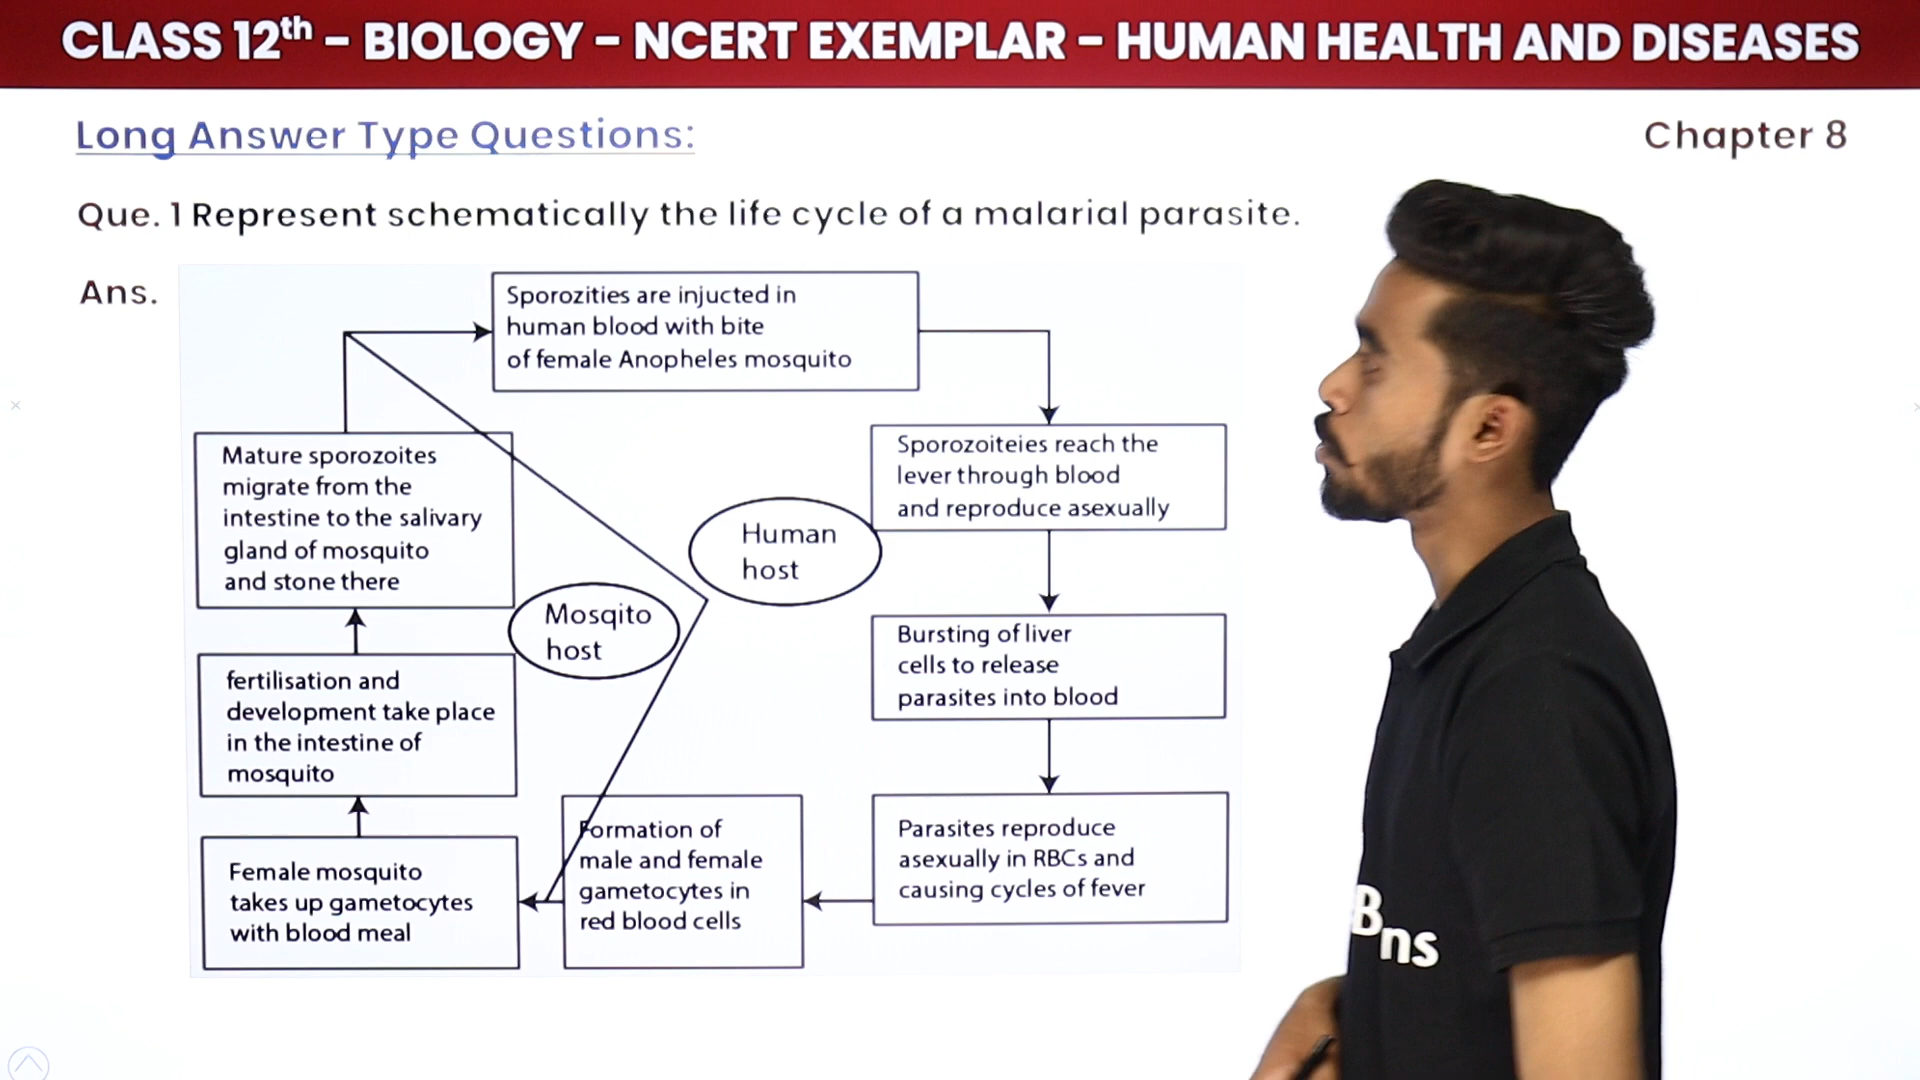 CLASS 12th - BIOLOGY - NCERT EXEMPLAR - HUMAN HEALTH AND DISEASES
Long Answer Type Questions:
Chapter 8
Que. 1 Represent schematically the life cycle of a malarial parasite.
Ans.
Sporozities are injucted in
human blood with bite
of female Anopheles mosquito
Sporozoiteies reach the
lever through blood
and reproduce asexually
Bursting of liver
cells to release
parasites into blood
Parasites reproduce
asexually in RBCs and
causing cycles of fever
Formation of
male and female
gametocytes in
red blood cells
Female mosquito
takes up gametocytes
with blood meal
fertilisation and
development take place
in the intestine of
mosquito
Mature sporozoites
migrate from the
intestine to the salivary
gland of mosquito
and stone there
Mosqito
host
Human
host
Bns